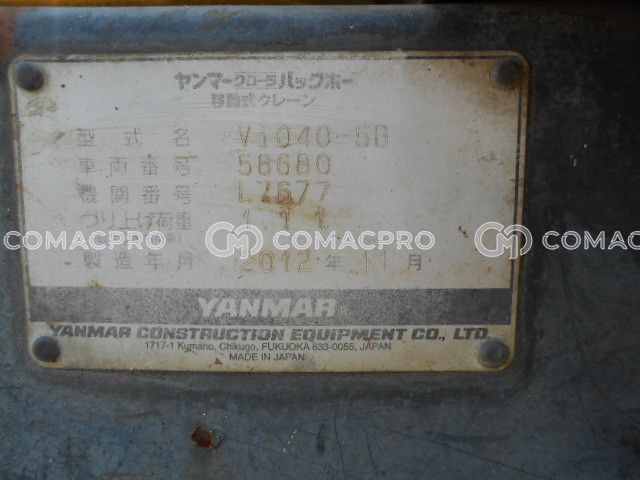 ヤンマークローラバックホー
移動式クレーン
型式名 ViO40-5B
車両番号 58680
機関番号 L7677
つり上げ荷重
COMACPRO COMACPRO COMACPRO
製造年月 2012年11月
YANMAR®
YANMAR CONSTRUCTION EQUIPMENT CO., LTD.
1717-1 Kumano, Chikugo, FUKUOKA 833-0055, JAPAN
MADE IN JAPAN